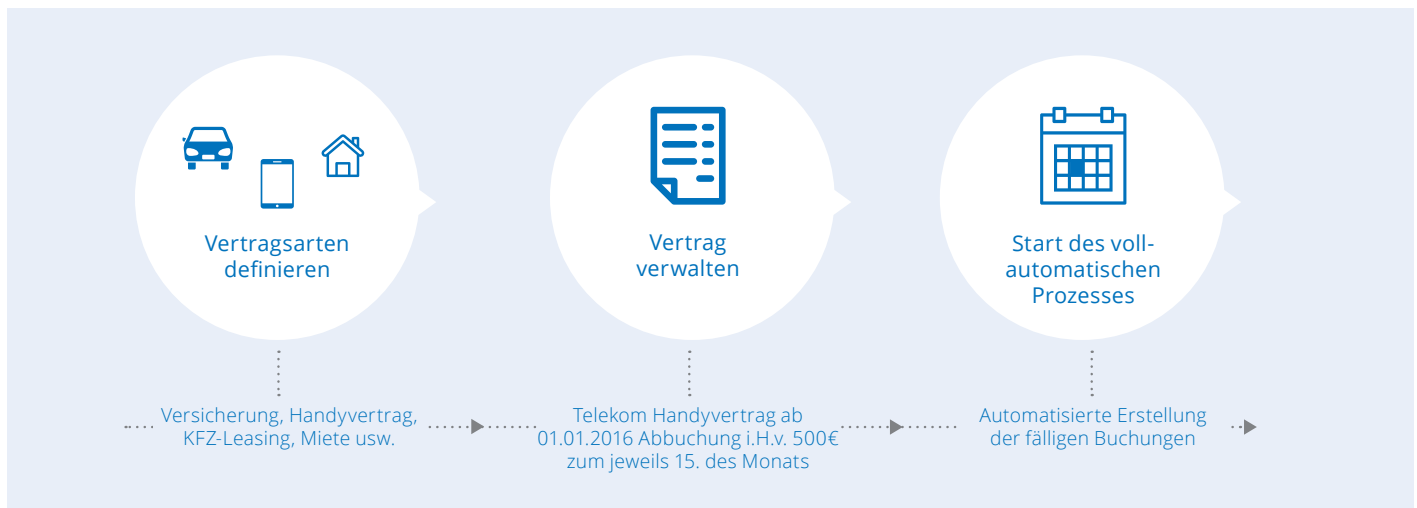 Vertragsarten
definieren
Vertrag
verwalten
Start des voll-
automatischen
Prozesses
Versicherung, Handyvertrag,
KFZ-Leasing, Miete usw.
Telekom Handyvertrag ab
01.01.2016 Abbuchung i.H.v. 500€
zum jeweils 15. des Monats
Automatisierte Erstellung
der fälligen Buchungen